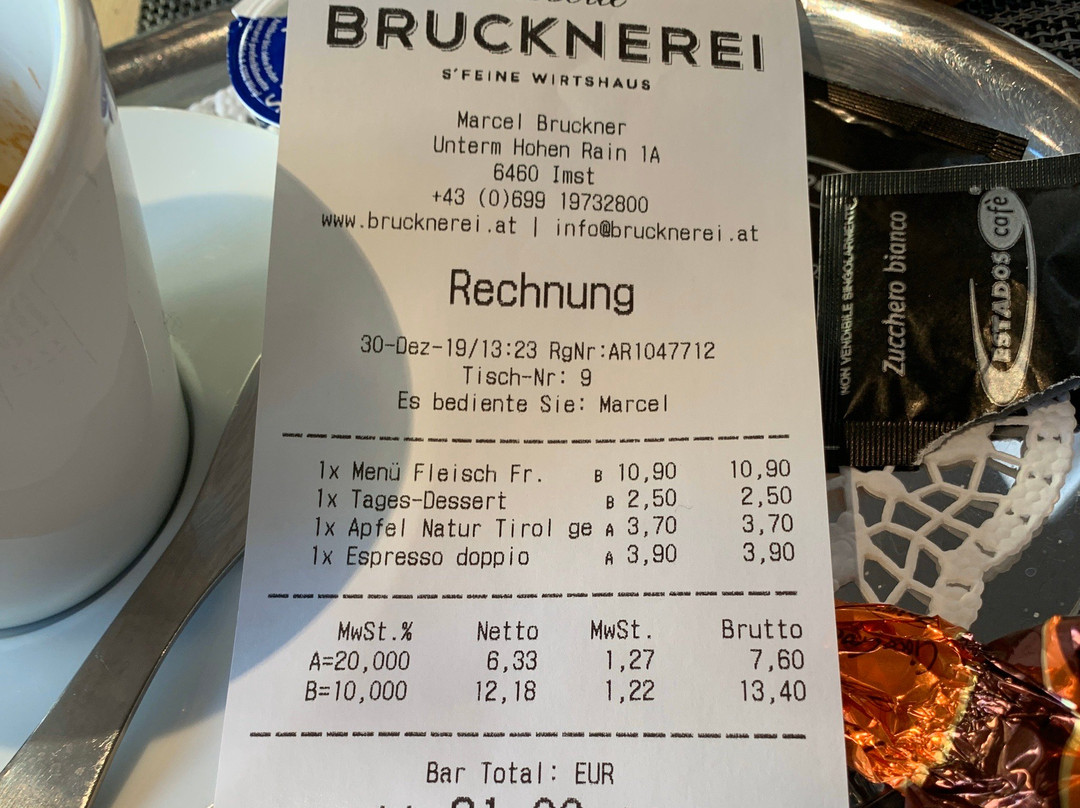 BRUCKNEREI
S'FEINE WIRTSHAUS
Marcel Bruckner
Unterm Hohen Rain 1A
6460 Imst
+43 (0)699 19732800
www.brucknerei.at | info@brucknerei.at
Rechnung
30-Dez-19/13:23 RgNr:AR1047712
Tisch-Nr: 9
Es bediente Sie: Marcel
1x Menü Fleisch Fr. B 10,90 10,90
1x Tages-Dessert B 2,50 2,50
1x Apfel Natur Tirol ge A 3,70 3,70
1x Espresso doppio A 3,90 3,90
MwSt.% Netto MwSt. Brutto
A=20,000 6,33 1,27 7,60
B=10,000 12,18 1,22 13,40
Bar Total: EUR
NON VENDIBILE SINGOLARMENTE
Zucchero bianco
ESTADOS café